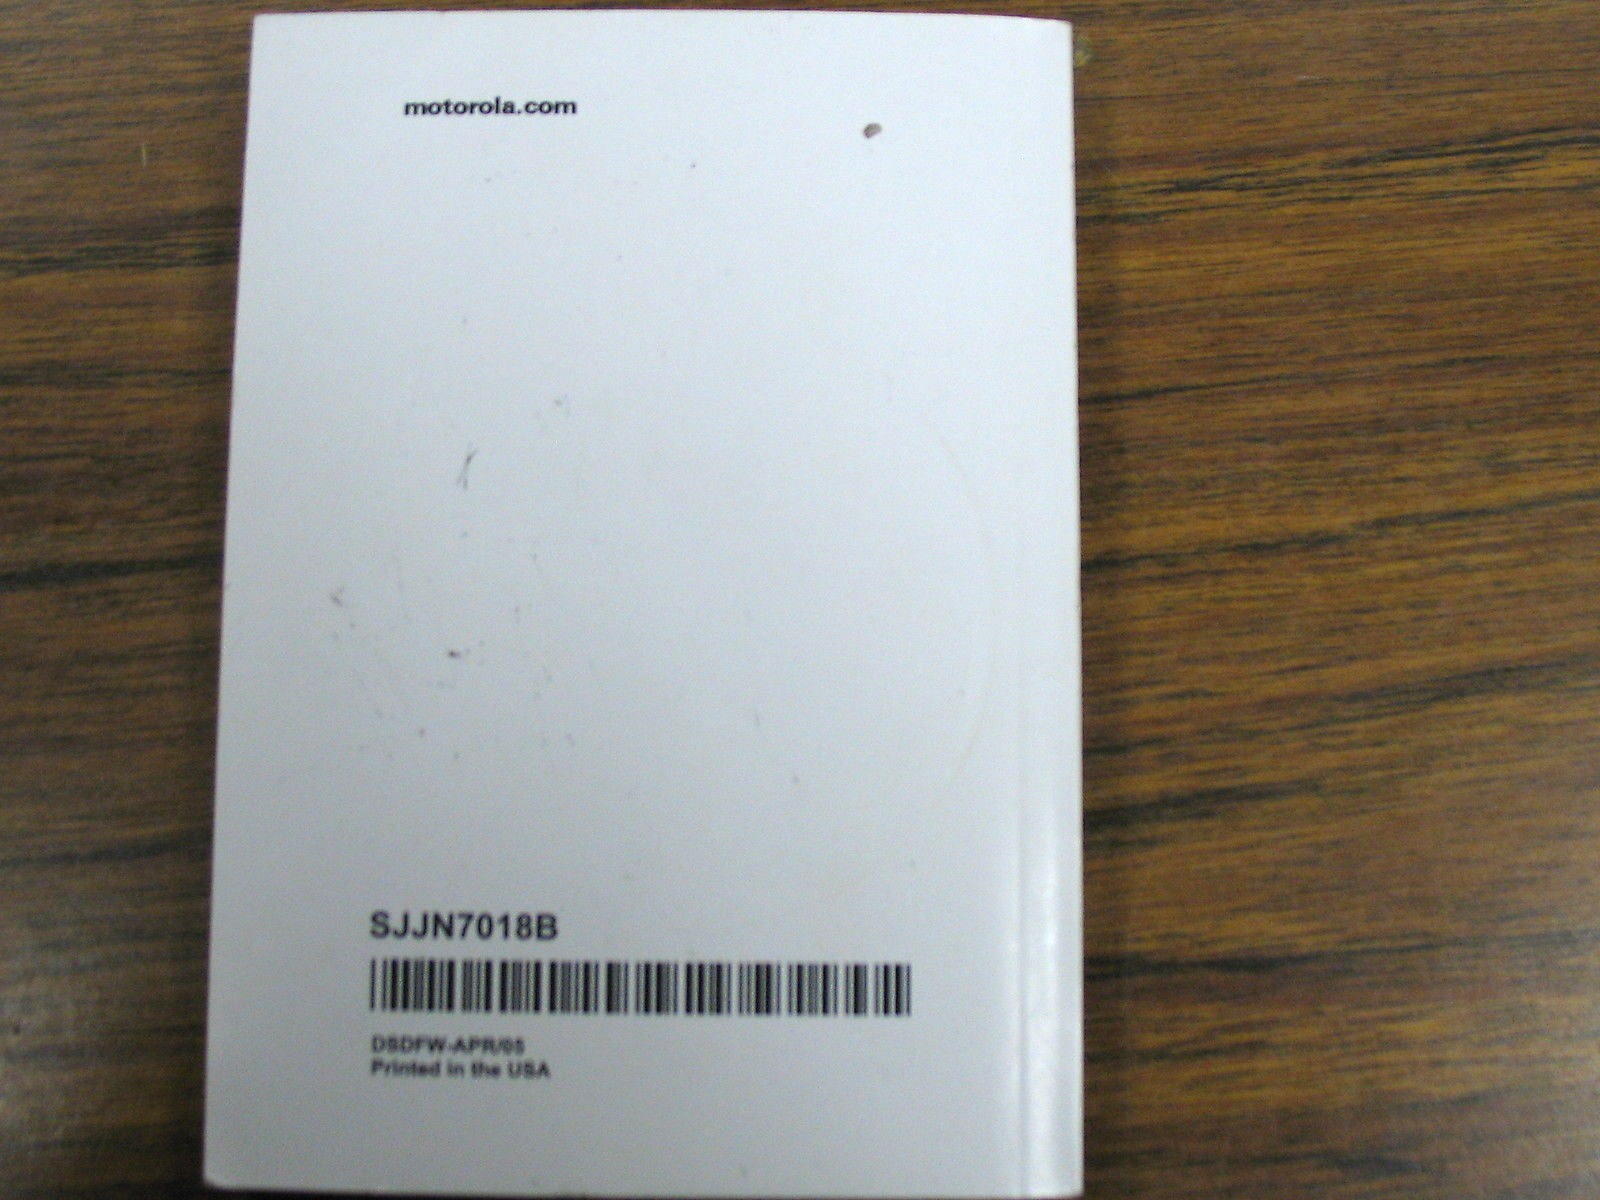 motorola.com
SJJN7018B
DSDFW-APR/05
Printed in the USA